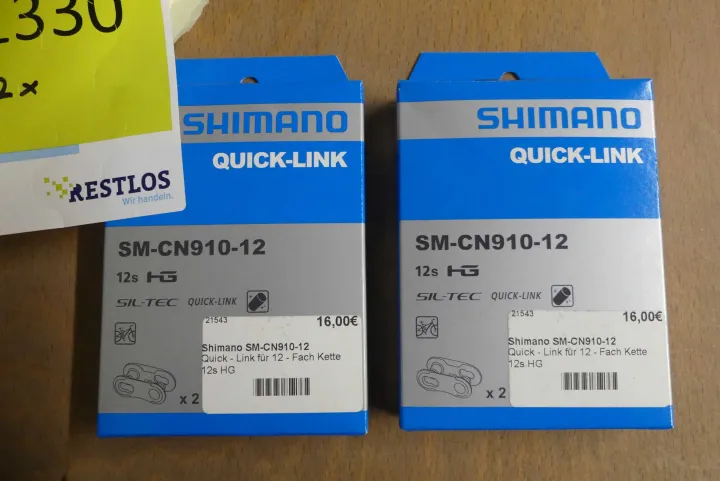 1330
2x
RESTLOS
Wir handeln.
SHIMANO
QUICK-LINK
SM-CN910-12
12s HG
SIL-TEC QUICK-LINK
x 2
21543
16,00€
Shimano SM-CN910-12
Quick - Link für 12 - Fach Kette
12s HG
SHIMANO
QUICK-LINK
SM-CN910-12
12s HG
SIL-TEC QUICK-LINK
x 2
21543
16,00€
Shimano SM-CN910-12
Quick - Link für 12 - Fach Kette
12s HG